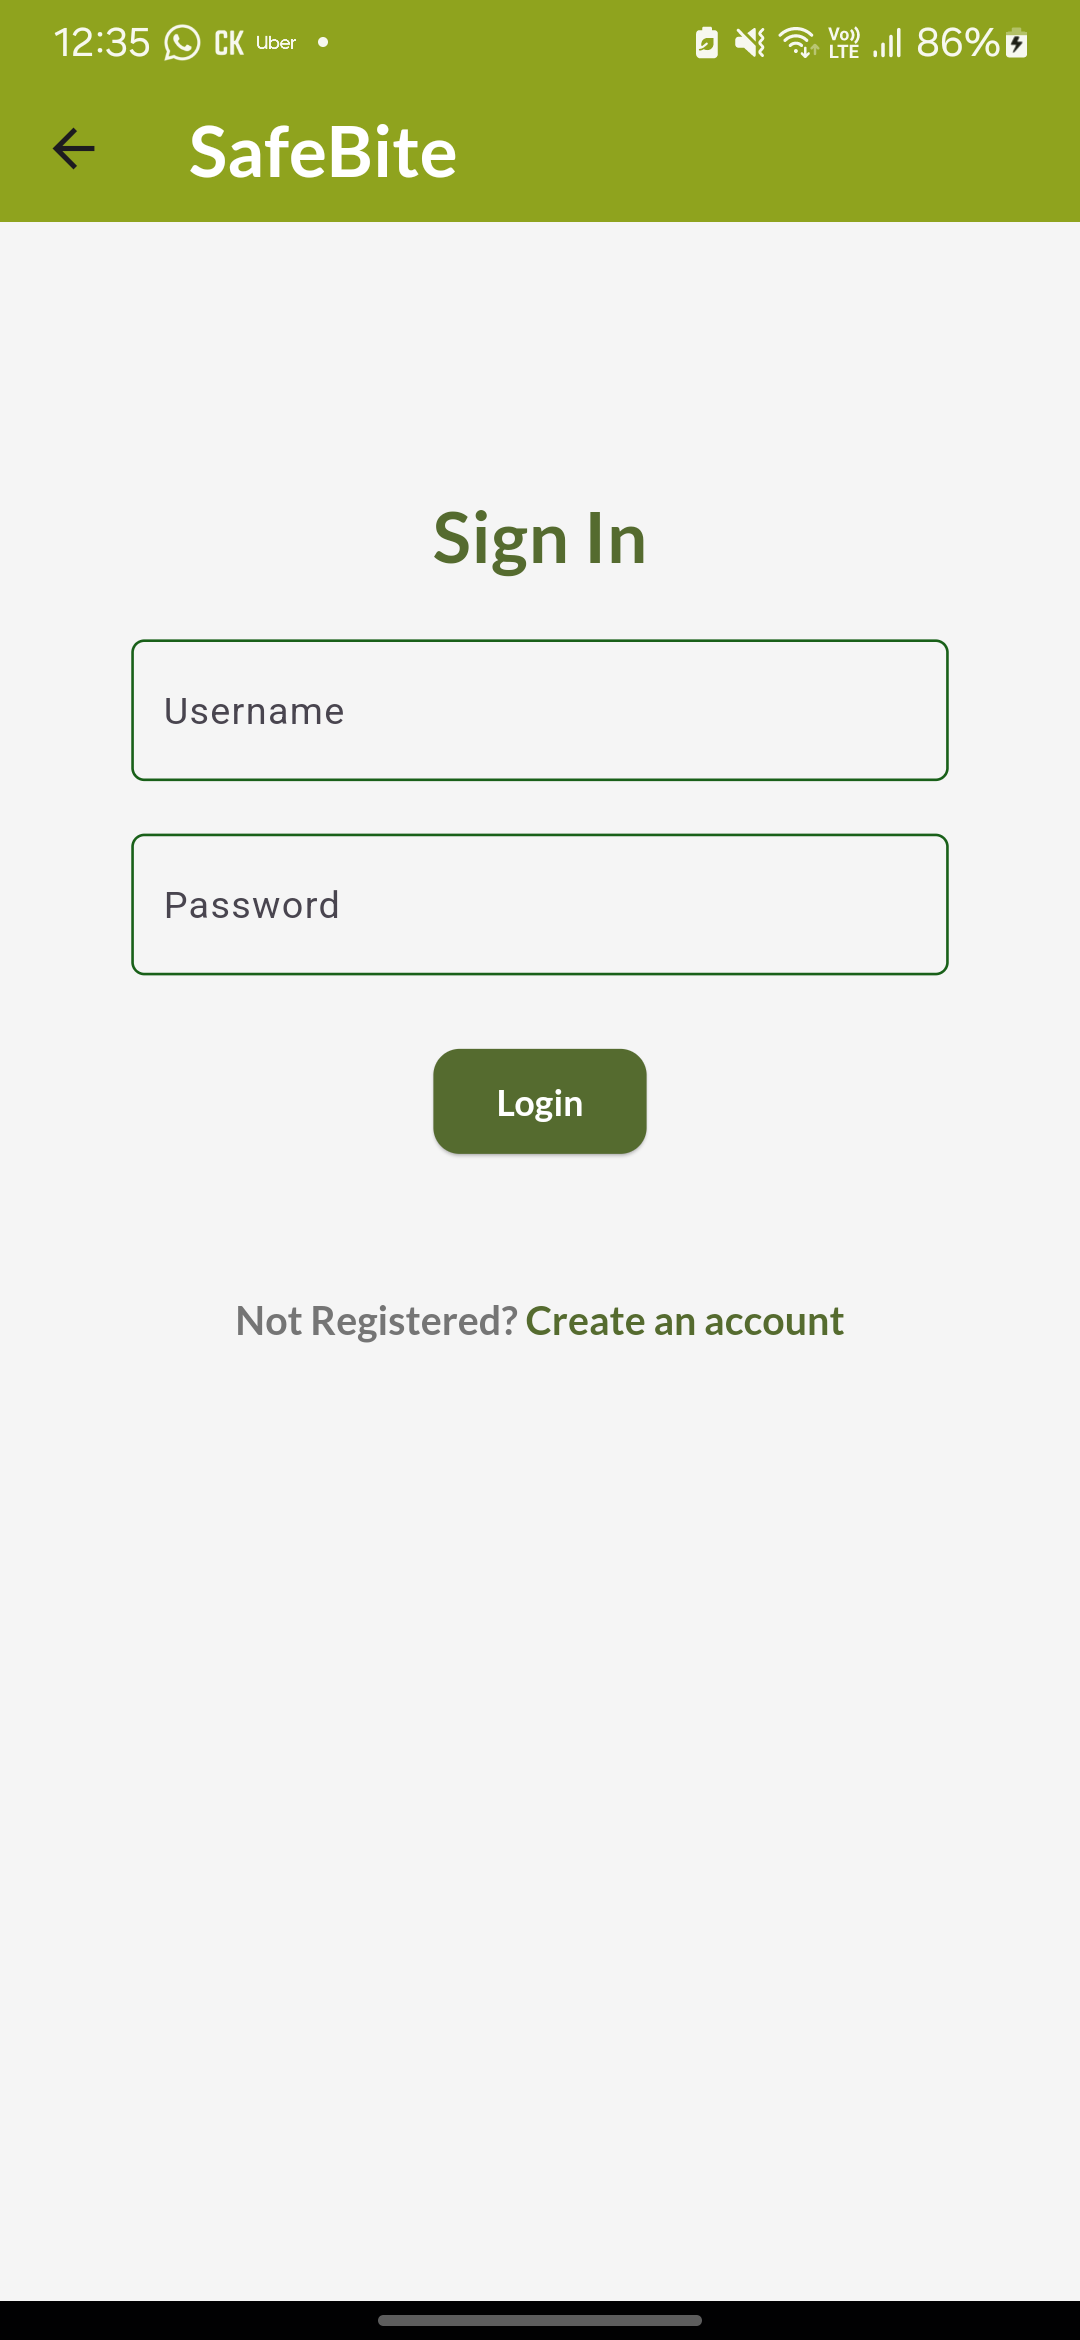 12:35 CK Uber Vo)) LTE 86%
SafeBite
Sign In
Username
Password
Login
Not Registered? Create an account